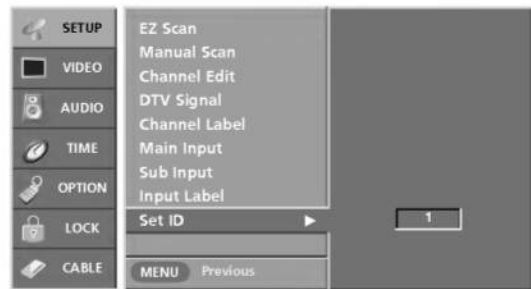 SETUP
VIDEO
AUDIO
TIME
OPTION
LOCK
CABLE
EZ Scan
Manual Scan
Channel Edit
DTV Signal
Channel Label
Main Input
Sub Input
Input Label
Set ID ►
MENU Previous
1